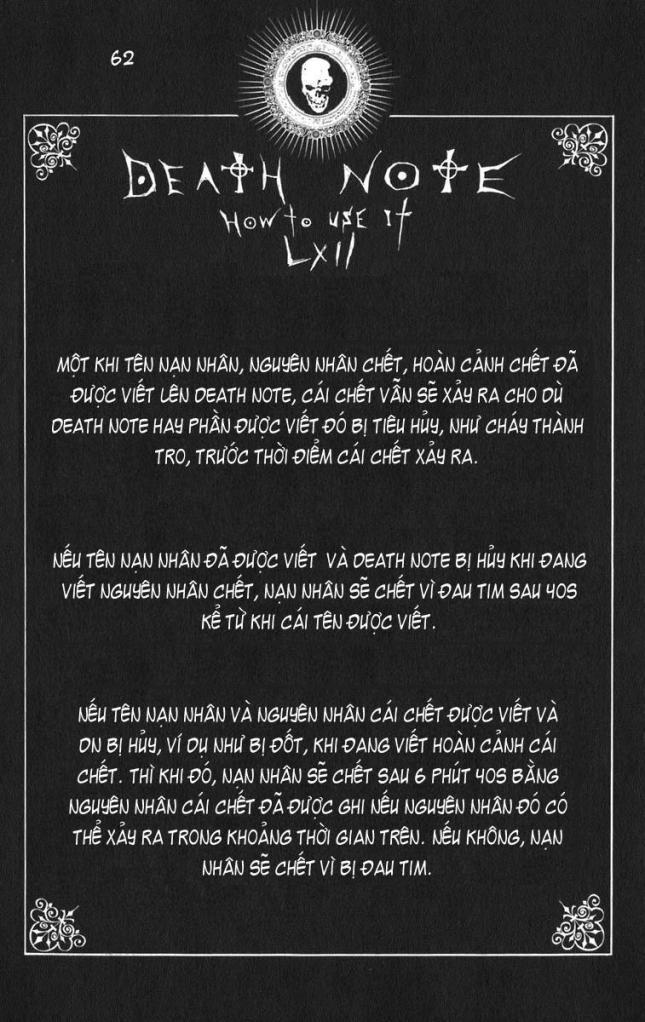 62
DEATH NOTE
HOW TO USE IT
LXII
MỘT KHI TÊN NẠN NHÂN, NGUYÊN NHÂN CHẾT, HOÀN CẢNH CHẾT ĐÃ
ĐƯỢC VIẾT LÊN DEATH NOTE, CÁI CHẾT VẪN SẼ XẢY RA CHO DÙ
DEATH NOTE HAY PHẦN ĐƯỢC VIẾT ĐÓ BỊ TIÊU HỦY, NHƯ CHÁY THÀNH
TRO, TRƯỚC THỜI ĐIỂM CÁI CHẾT XẢY RA.
NẾU TÊN NẠN NHÂN ĐÃ ĐƯỢC VIẾT VÀ DEATH NOTE BỊ HỦY KHI ĐANG
VIẾT NGUYÊN NHÂN CHẾT, NẠN NHÂN SẼ CHẾT VÌ ĐAU TIM SAU 40S
KỂ TỪ KHI CÁI TÊN ĐƯỢC VIẾT.
NẾU TÊN NẠN NHÂN VÀ NGUYÊN NHÂN CÁI CHẾT ĐƯỢC VIẾT VÀ
DN BỊ HỦY, VÍ DỤ NHƯ BỊ ĐỐT, KHI ĐANG VIẾT HOÀN CẢNH CÁI
CHẾT. THÌ KHI ĐÓ, NẠN NHÂN SẼ CHẾT SAU 6 PHÚT 40S BẰNG
NGUYÊN NHÂN CÁI CHẾT ĐÃ ĐƯỢC GHI NẾU NGUYÊN NHÂN ĐÓ CÓ
THỂ XẢY RA TRONG KHOẢNG THỜI GIAN TRÊN. NẾU KHÔNG, NẠN
NHÂN SẼ CHẾT VÌ BỊ ĐAU TIM.